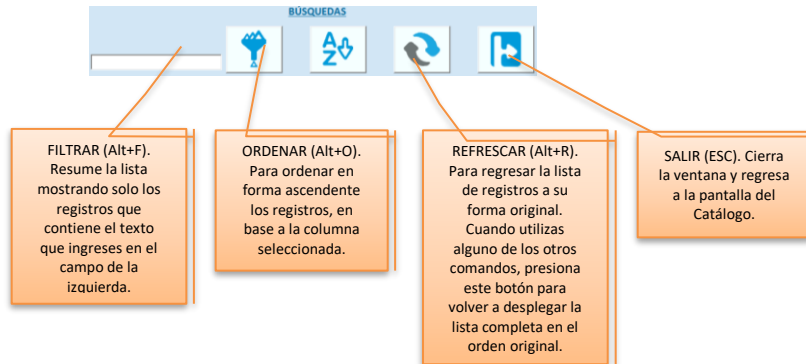 BÚSQUEDAS
A
Z
FILTRAR (Alt+F).
Resume la lista
mostrando solo los
registros que
contiene el texto
que ingreses en el
campo de la
izquierda.
ORDENAR (Alt+O).
Para ordenar en
forma ascendente
los registros, en
base a la columna
seleccionada.
REFRESCAR (Alt+R).
Para regresar la lista
de registros a su
forma original.
Cuando utilizas
alguno de los otros
comandos, presiona
este botón para
volver a desplegar la
lista completa en el
orden original.
SALIR (ESC). Cierra
la ventana y regresa
a la pantalla del
Catálogo.